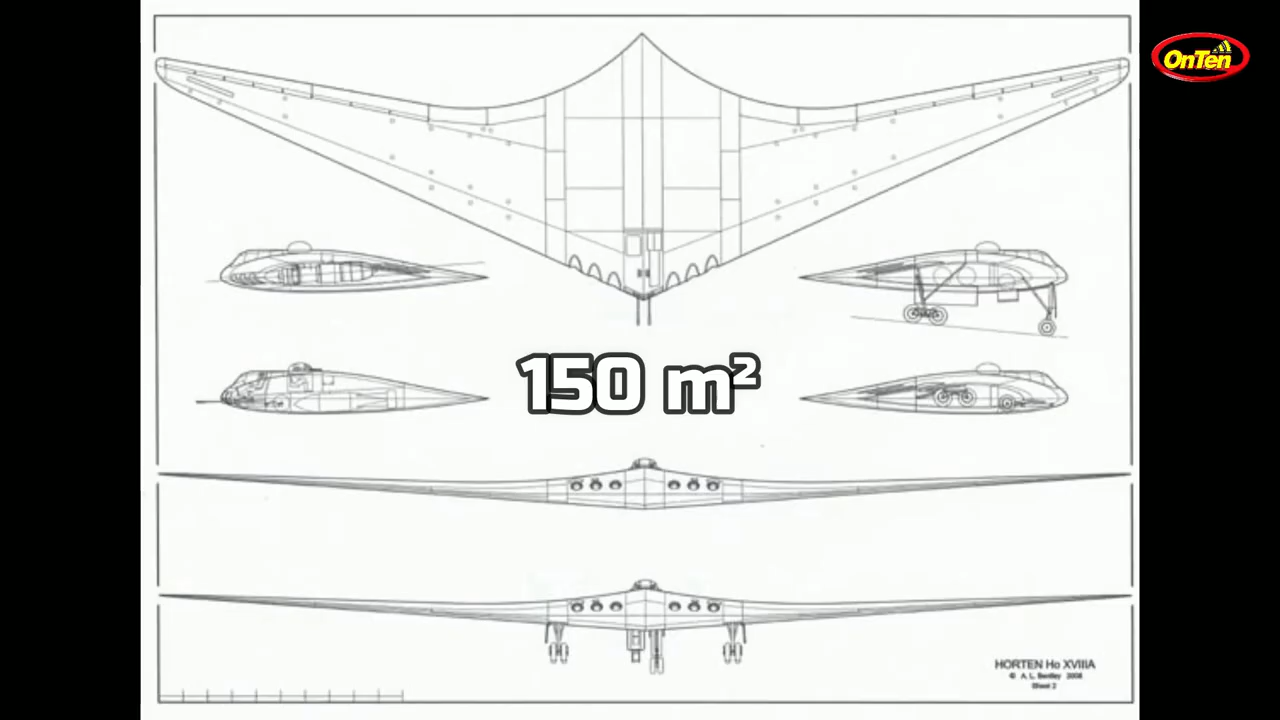 OnTen
150 m²
HORTEN Ho XVIIIA
© A. L. Bentley 2008
Sheet 2